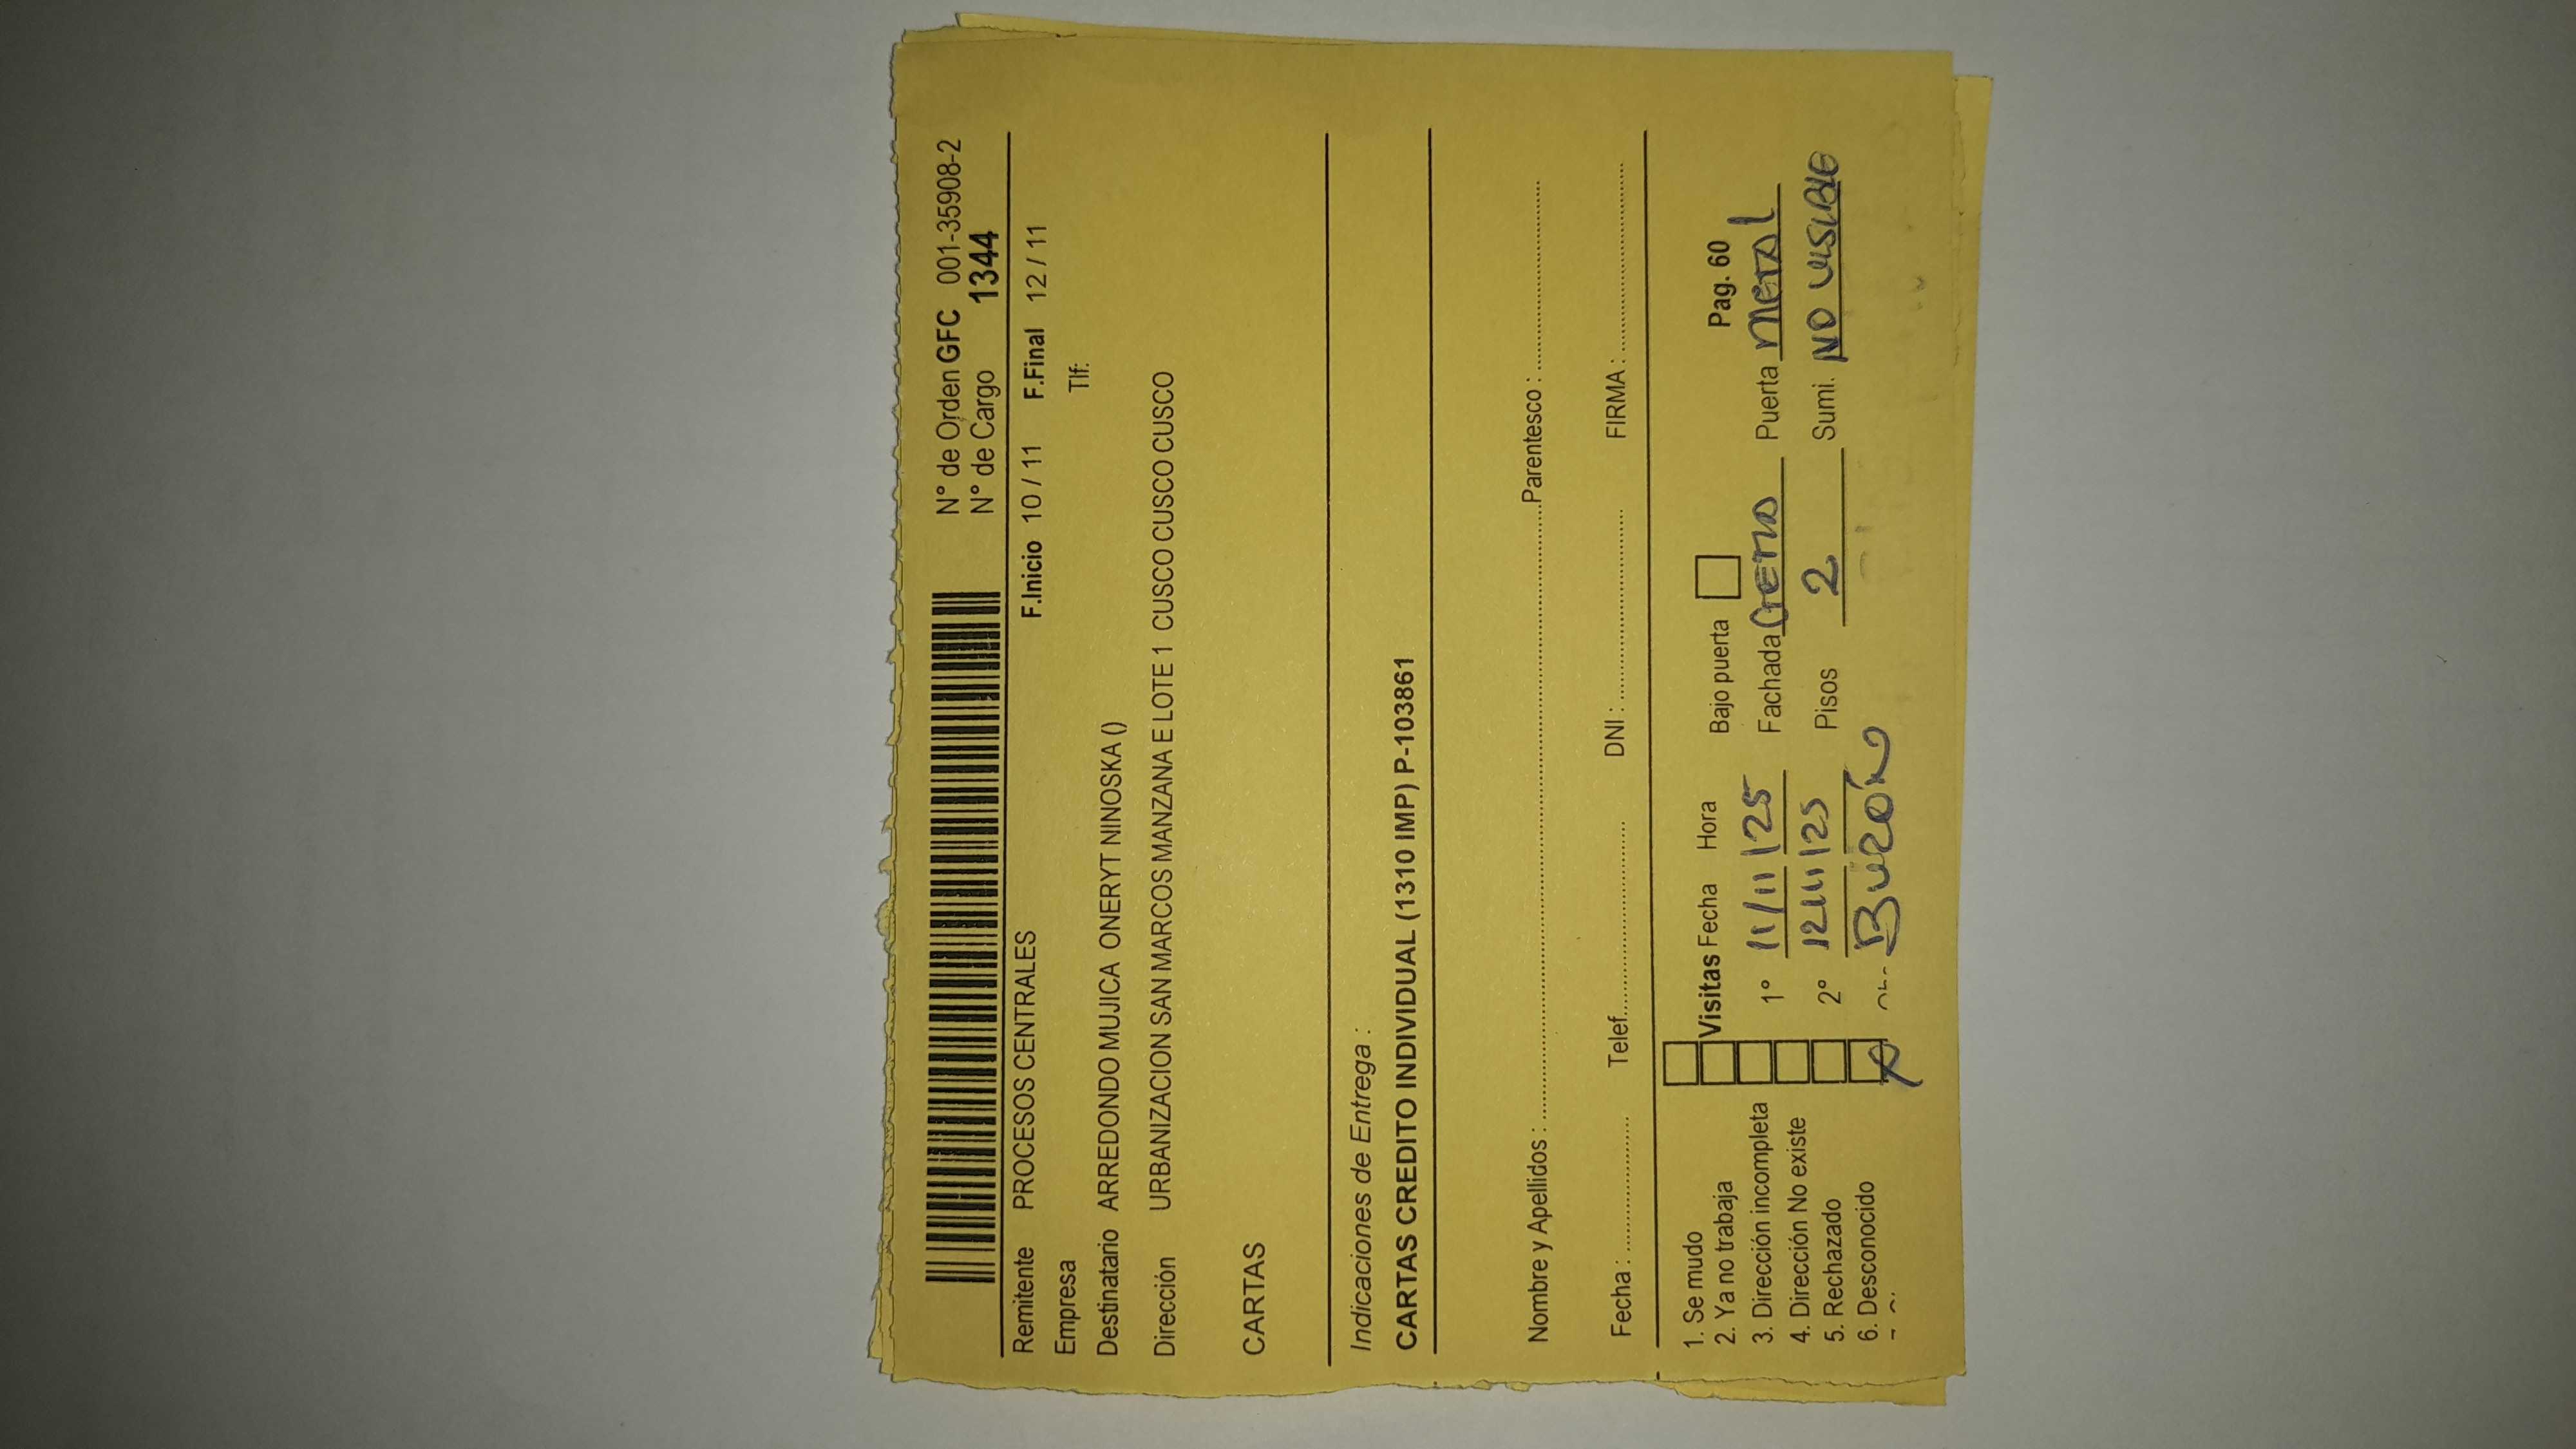 N° de Orden GFC 001-35908-2
N° de Cargo 1344
Remitente PROCESOS CENTRALES F.Inicio 10 / 11 F.Final 12 / 11
Empresa Tlf:
Destinatario ARREDONDO MUJICA ONERYT NINOSKA ()
Dirección URBANIZACION SAN MARCOS MANZANA E LOTE 1 CUSCO CUSCO CUSCO
CARTAS
Indicaciones de Entrega :
CARTAS CREDITO INDIVIDUAL (1310 IMP) P-103861
Nombre y Apellidos : Parentesco :
Fecha : Telef. DNI : FIRMA :
1. Se mudo
2. Ya no trabaja
3. Dirección incompleta
4. Dirección No existe
5. Rechazado
6. Desconocido
Visitas Fecha Hora Bajo puerta Pag. 60
1° 11/11/25 Fachada Crema Puerta Metal
2° 12/11/25 Pisos 2 Sumi. NO VISIBLE
Buzón